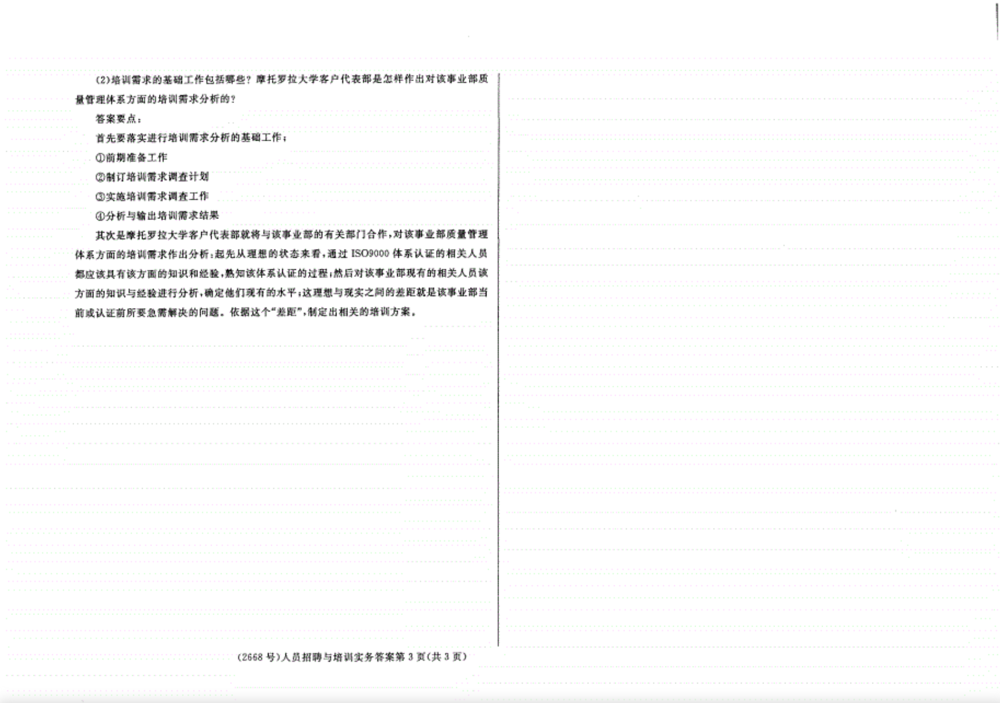 (2)培训需求的基础工作包括哪些？摩托罗拉大学客户代表部是怎样作出对该事业部质
量管理体系方面的培训需求分析的？
答案要点：
首先要落实进行培训需求分析的基础工作；
①前期准备工作
②制订培训需求调查计划
③实施培训需求调查工作
④分析与输出培训需求结果
其次是摩托罗拉大学客户代表部就将与该事业部的有关部门合作，对该事业部质量管理
体系方面的培训需求作出分析：起先从理想的状态来看，通过 ISO9000 体系认证的相关人员
都应该具有该方面的知识和经验，熟知该体系认证的过程；然后对该事业部现有的相关人员该
方面的知识与经验进行分析，确定他们现有的水平；这理想与现实之间的差距就是该事业部当
前或认证前所要急需解决的问题。依据这个“差距”，制定出相关的培训方案。
(2668 号)人员招聘与培训实务答案第 3 页(共 3 页)